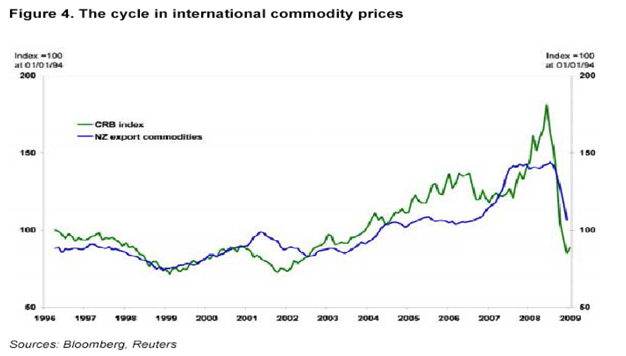 Figure 4. The cycle in international commodity prices
Index =100
at 01/01/94
Index =100
at 01/01/94
200
200
CRB index
NZ export commodities
150
150
100
100
50
50
1996 1997 1998 1999 2000 2001 2002 2003 2004 2005 2006 2007 2008 2009
Sources: Bloomberg, Reuters